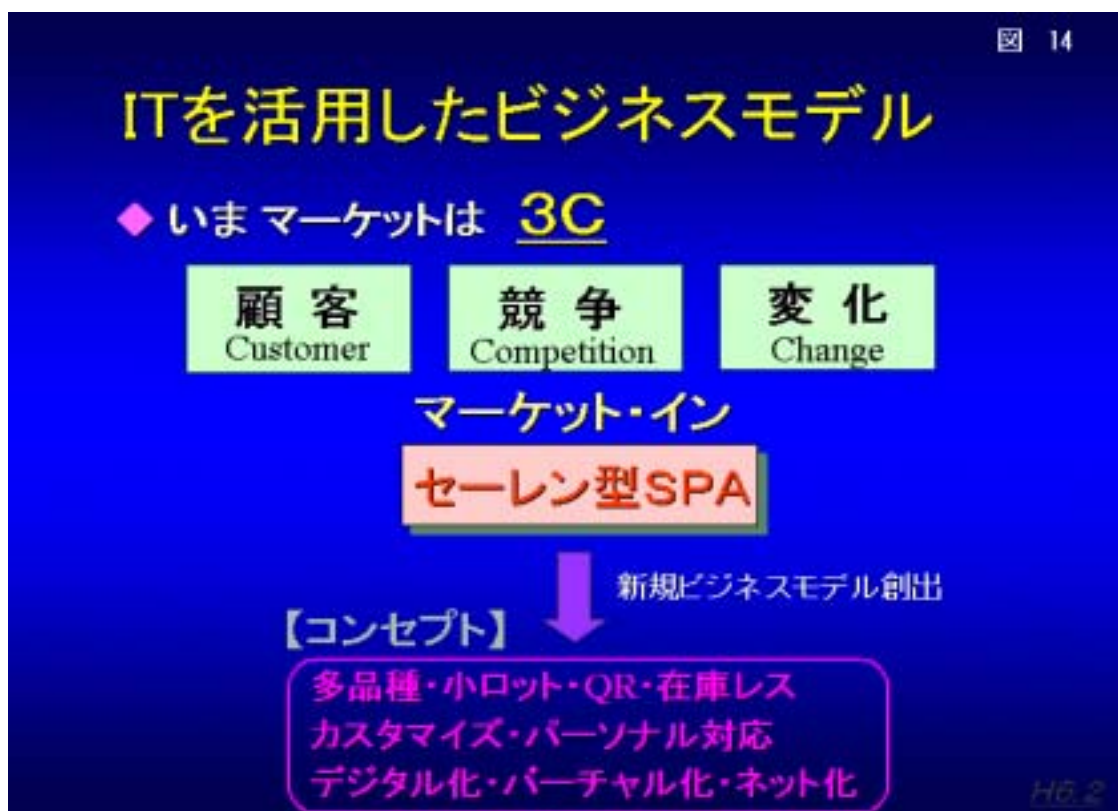 図 14
ITを活用したビジネスモデル
◆ いま マーケットは 3C
顧客 競争 変化
Customer Competition Change
マーケット・イン
セーレン型SPA
新規ビジネスモデル創出
【コンセプト】
多品種・小ロット・QR・在庫レス
カスタマイズ・パーソナル対応
デジタル化・バーチャル化・ネット化
H6.2